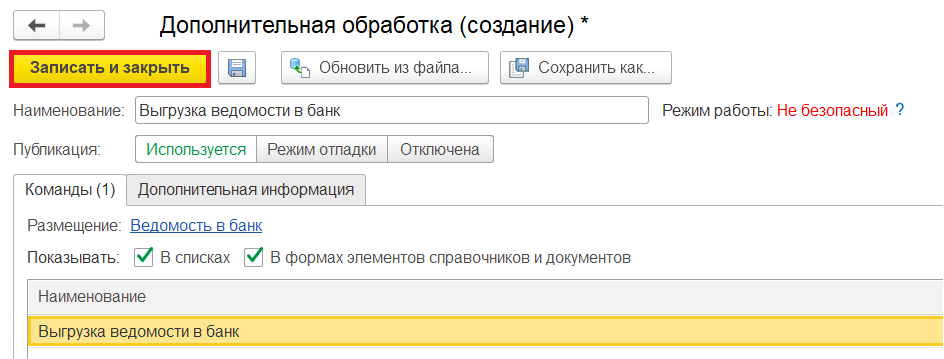 Дополнительная обработка (создание) *
Записать и закрыть Обновить из файла... Сохранить как...
Наименование: Выгрузка ведомости в банк Режим работы: Не безопасный ?
Публикация: Используется Режим отладки Отключена
Команды (1) Дополнительная информация
Размещение: Ведомость в банк
Показывать: В списках В формах элементов справочников и документов
Наименование
Выгрузка ведомости в банк